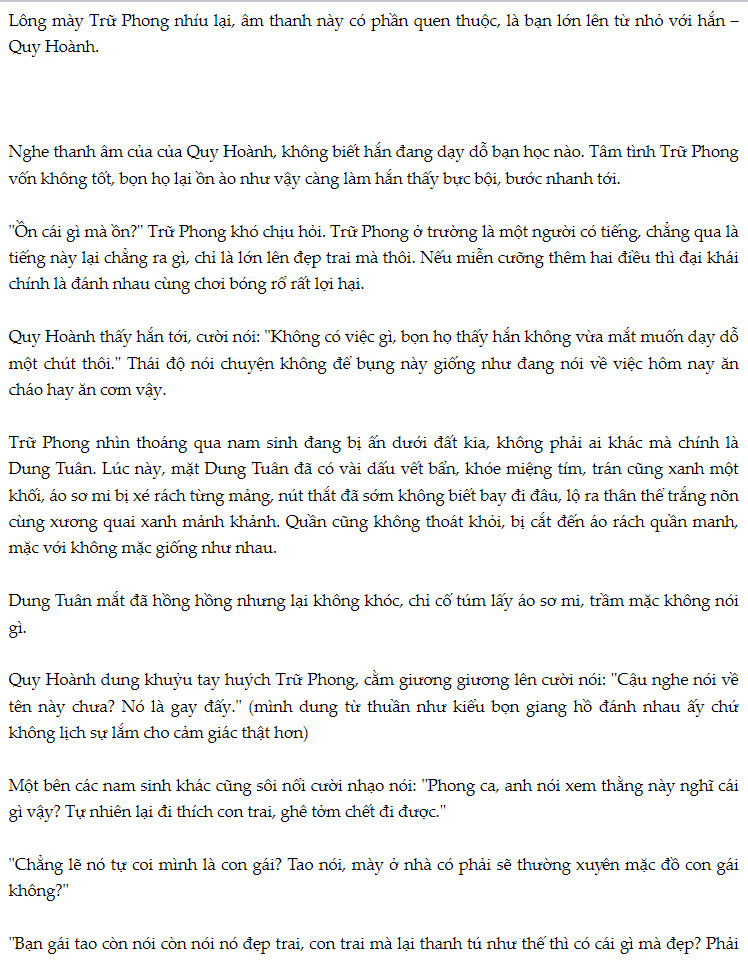 Lông mày Trữ Phong nhíu lại, âm thanh này có phần quen thuộc, là bạn lớn lên từ nhỏ với hắn –
Quy Hoành.
Nghe thanh âm của của Quy Hoành, không biết hắn đang dạy dỗ bạn học nào. Tâm tình Trữ Phong
vốn không tốt, bọn họ lại ồn ào như vậy càng làm hắn thấy bực bội, bước nhanh tới.
"Ồn cái gì mà ồn?" Trữ Phong khó chịu hỏi. Trữ Phong ở trường là một người có tiếng, chẳng qua là
tiếng này lại chẳng ra gì, chỉ là lớn lên đẹp trai mà thôi. Nếu miễn cưỡng thêm hai điều thì đại khái
chính là đánh nhau cùng chơi bóng rổ rất lợi hại.
Quy Hoành thấy hắn tới, cười nói: "Không có việc gì, bọn họ thấy hắn không vừa mắt muốn dạy dỗ
một chút thôi." Thái độ nói chuyện không để bụng này giống như đang nói về việc hôm nay ăn
cháo hay ăn cơm vậy.
Trữ Phong nhìn thoáng qua nam sinh đang bị ấn dưới đất kia, không phải ai khác mà chính là
Dung Tuân. Lúc này, mặt Dung Tuân đã có vài dấu vết bẩn, khóe miệng tím, trán cũng xanh một
khối, áo sơ mi bị xé rách từng mảng, nút thắt đã sớm không biết bay đi đâu, lộ ra thân thể trắng nõn
cùng xương quai xanh mảnh khảnh. Quần cũng không thoát khỏi, bị cắt đến áo rách quần manh,
mặc với không mặc giống như nhau.
Dung Tuân mắt đã hồng hồng nhưng lại không khóc, chỉ cố túm lấy áo sơ mi, trầm mặc không nói
gì.
Quy Hoành dung khuỷu tay huých Trữ Phong, cằm giương giương lên cười nói: "Cậu nghe nói về
tên này chưa? Nó là gay đấy." (mình dung từ thuần như kiểu bọn giang hồ đánh nhau ấy chứ
không lịch sự lắm cho cảm giác thật hơn)
Một bên các nam sinh khác cũng sôi nổi cười nhạo nói: "Phong ca, anh nói xem thằng này nghĩ cái
gì vậy? Tự nhiên lại đi thích con trai, ghê tởm chết đi được."
"Chẳng lẽ nó tự coi mình là con gái? Tao nói, mày ở nhà có phải sẽ thường xuyên mặc đồ con gái
không?"
"Bạn gái tao còn nói còn nói nó đẹp trai, con trai mà lại thanh tú như thế thì có cái gì mà đẹp? Phải